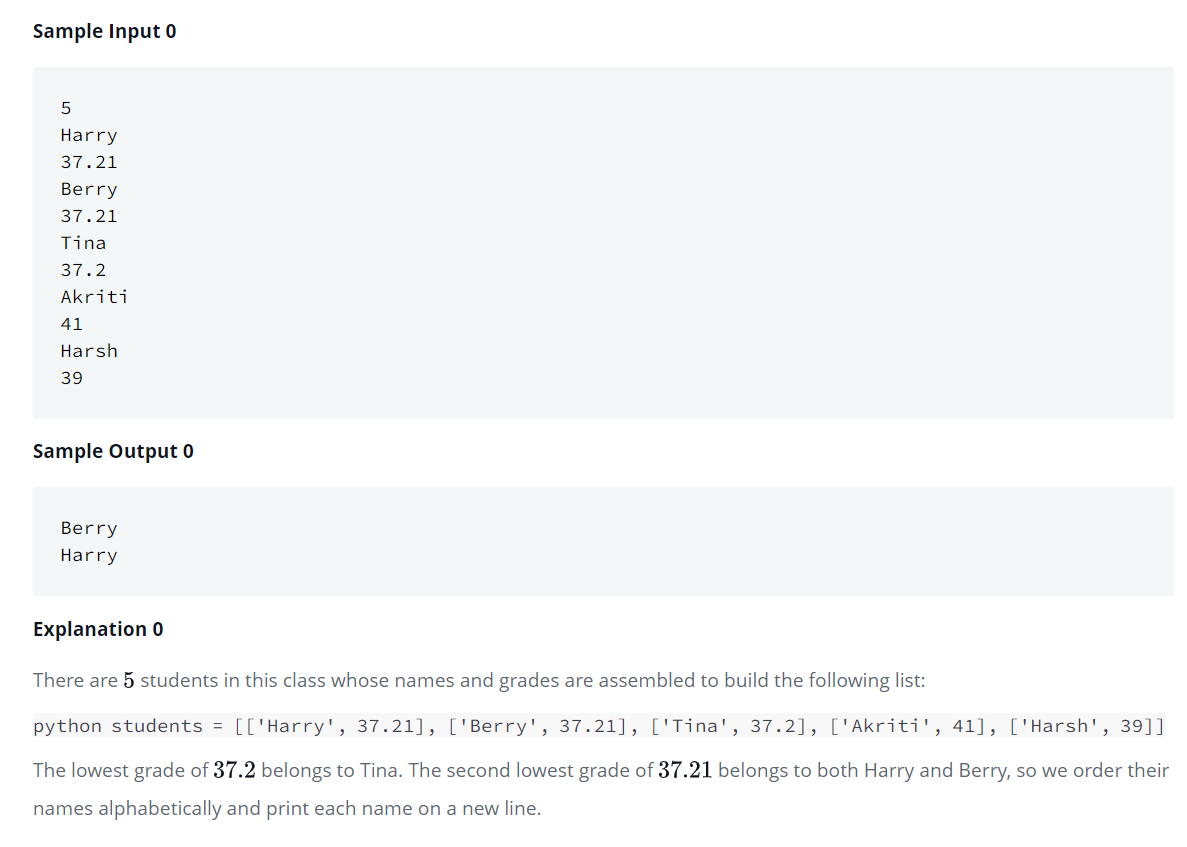 Sample Input 0
5
Harry
37.21
Berry
37.21
Tina
37.2
Akriti
41
Harsh
39
Sample Output 0
Berry
Harry
Explanation 0
There are 5 students in this class whose names and grades are assembled to build the following list:
python students = [['Harry', 37.21], ['Berry', 37.21], ['Tina', 37.2], ['Akriti', 41], ['Harsh', 39]]
The lowest grade of 37.2 belongs to Tina. The second lowest grade of 37.21 belongs to both Harry and Berry, so we order their
names alphabetically and print each name on a new line.